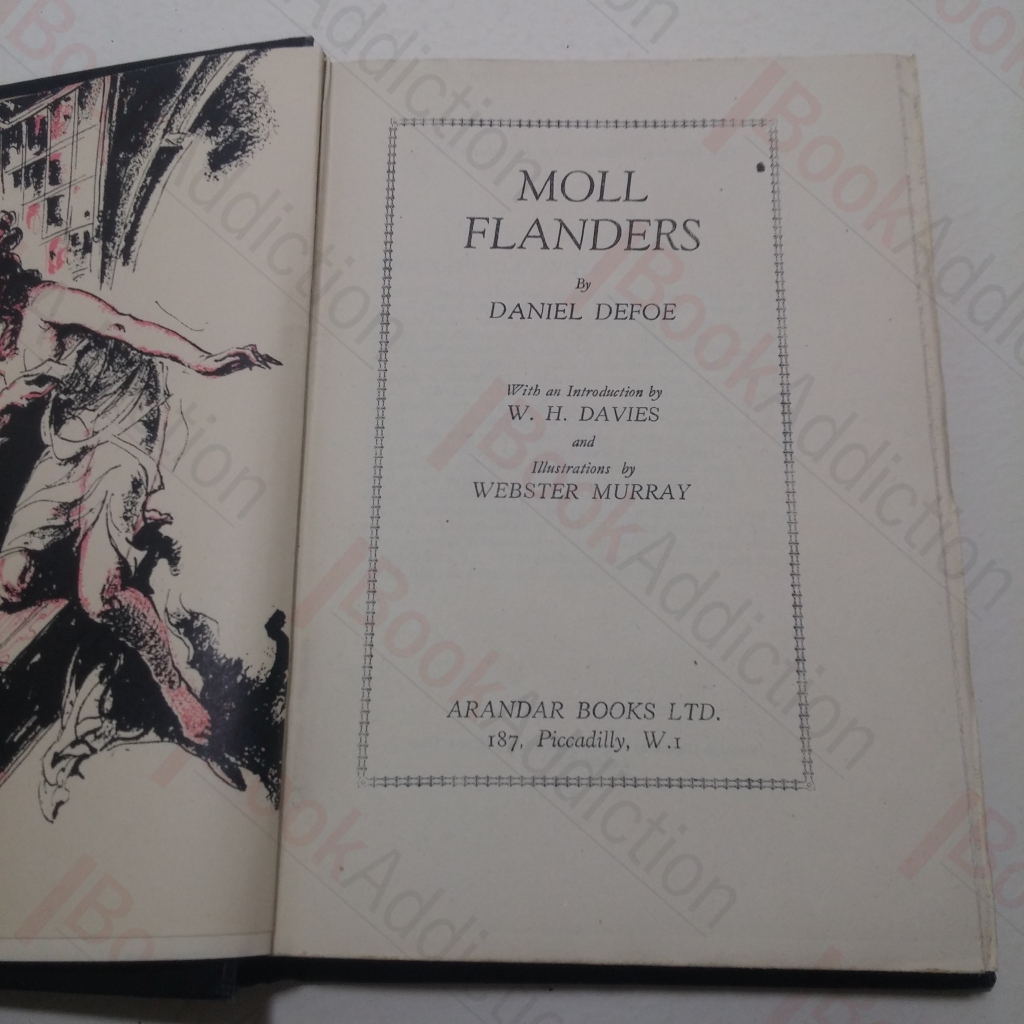 MOLL
FLANDERS
By
DANIEL DEFOE
With an Introduction by
W. H. DAVIES
and
Illustrations by
WEBSTER MURRAY
ARANDAR BOOKS LTD.
187, Piccadilly, W.1
BookAddiction